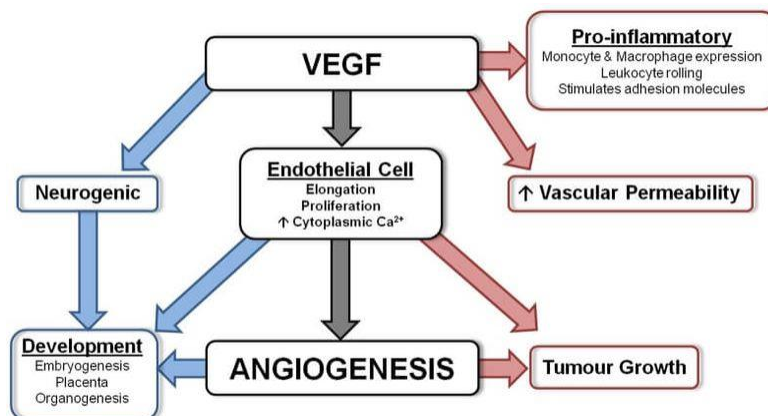 VEGF
Pro-inflammatory
Monocyte & Macrophage expression
Leukocyte rolling
Stimulates adhesion molecules
Endothelial Cell
Elongation
Proliferation
↑ Cytoplasmic Ca²⁺
Neurogenic
↑ Vascular Permeability
Development
Embryogenesis
Placenta
Organogenesis
ANGIOGENESIS
Tumour Growth